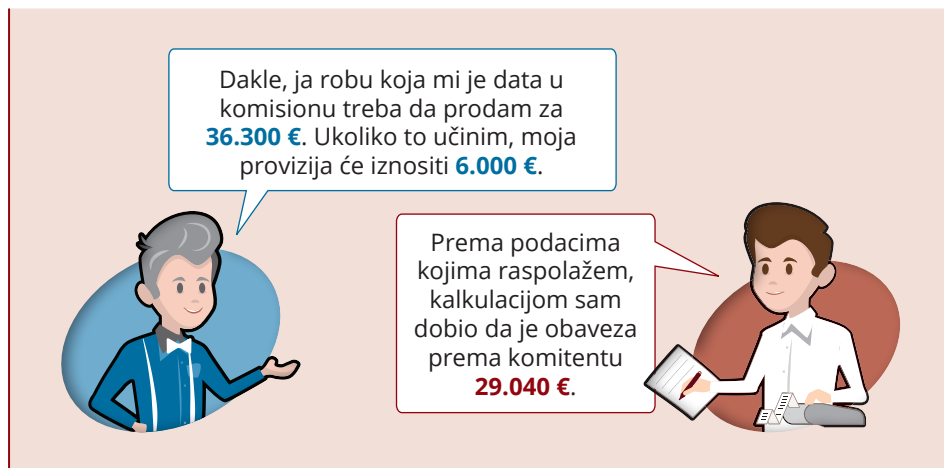 Dakle, ja robu koja mi je data u
komisionu treba da prodam za
36.300 €. Ukoliko to učinim, moja
provizija će iznositi 6.000 €.
Prema podacima
kojima raspolažem,
kalkulacijom sam
dobio da je obaveza
prema komitentu
29.040 €.